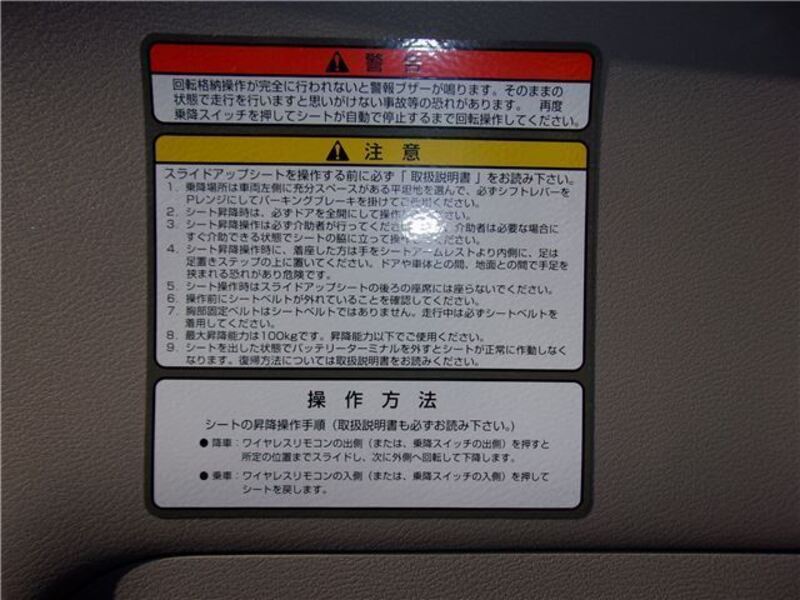 警告
回転格納操作が完全に行われないと警報ブザーが鳴ります。そのままの
状態で走行を行いますと思いがけない事故等の恐れがあります。 再度
乗降スイッチを押してシートが自動で停止するまで回転操作してください。
注 意
スライドアップシートを操作する前に必ず「取扱説明書」をお読み下さい。
1. 乗降場所は車両左側に充分スペースがある平坦地を選んで、必ずシフトレバーを
Pレンジにしてパーキングブレーキを掛けてご使用ください。
2. シート昇降時は、必ずドアを全開にして操作ください。
3. シート昇降操作は必ず介助者が行ってくだ 介助者は必要な場合に
すぐ介助できる状態でシートの脇に立って操作ください。
4. シート昇降操作時に、着座した方は手をシートアームレストより内側に、足は
足置きステップの上に置いてください。ドアや車体との間、地面との間で手足を
挟まれる恐れがあり危険です。
5. シート操作時はスライドアップシートの後ろの座席には座らないでください。
6. 操作前にシートベルトが外れていることを確認してください。
7. 胸部固定ベルトはシートベルトではありません。走行中は必ずシートベルトを
着用してください。
8. 最大昇降能力は100kgです。昇降能力以下でご使用ください。
9. シートを出した状態でバッテリーターミナルを外すとシートが正常に作動しなく
なります。復帰方法については取扱説明書をお読みください。
操 作 方 法
シートの昇降操作手順(取扱説明書も必ずお読み下さい。)
● 降車:ワイヤレスリモコンの出側(または、乗降スイッチの出側)を押すと
所定の位置までスライドし、次に外側へ回転して下降します。
● 乗車:ワイヤレスリモコンの入側(または、乗降スイッチの入側)を押して
シートを戻します。